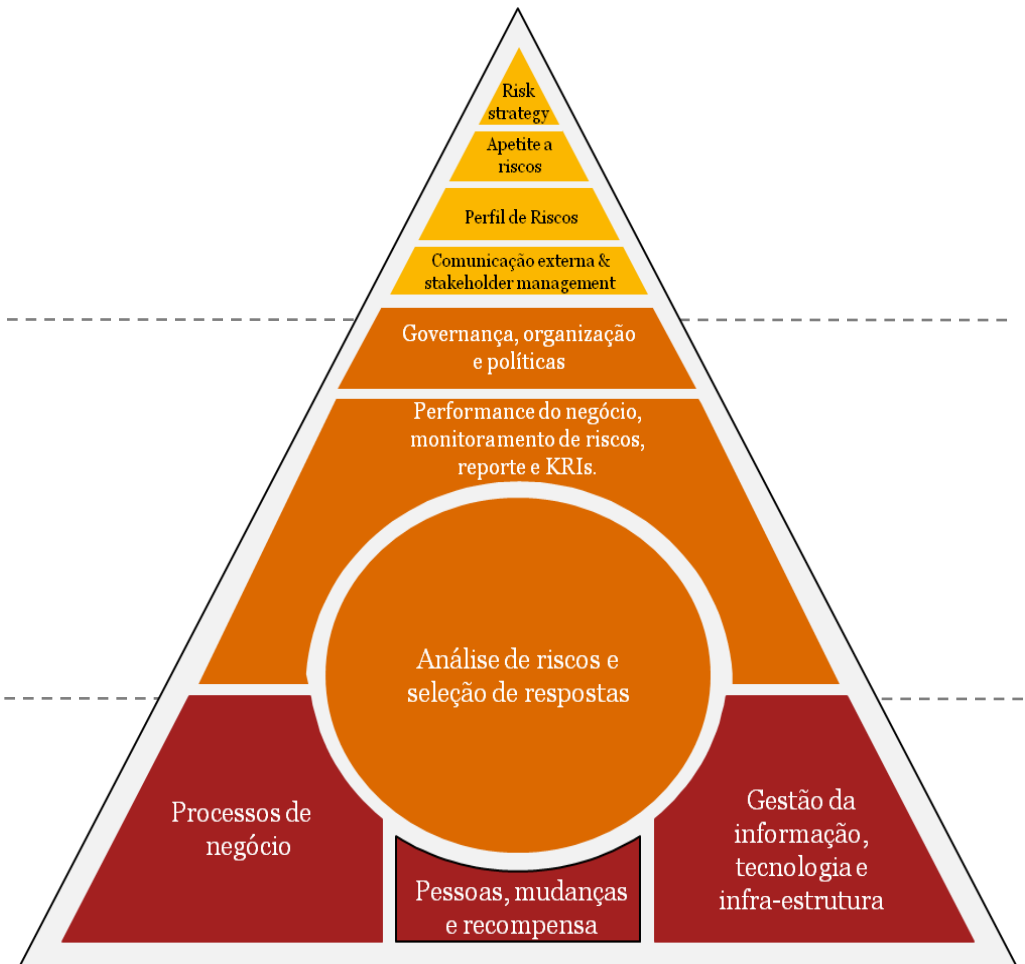 Risk
strategy
Apetite a
riscos
Perfil de Riscos
Comunicação externa &
stakeholder management
Governança, organização
e políticas
Performance do negócio,
monitoramento de riscos,
reporte e KRIs.
Análise de riscos e
seleção de respostas
Processos de
negócio
Pessoas, mudanças
e recompensa
Gestão da
informação,
tecnologia e
infra-estrutura